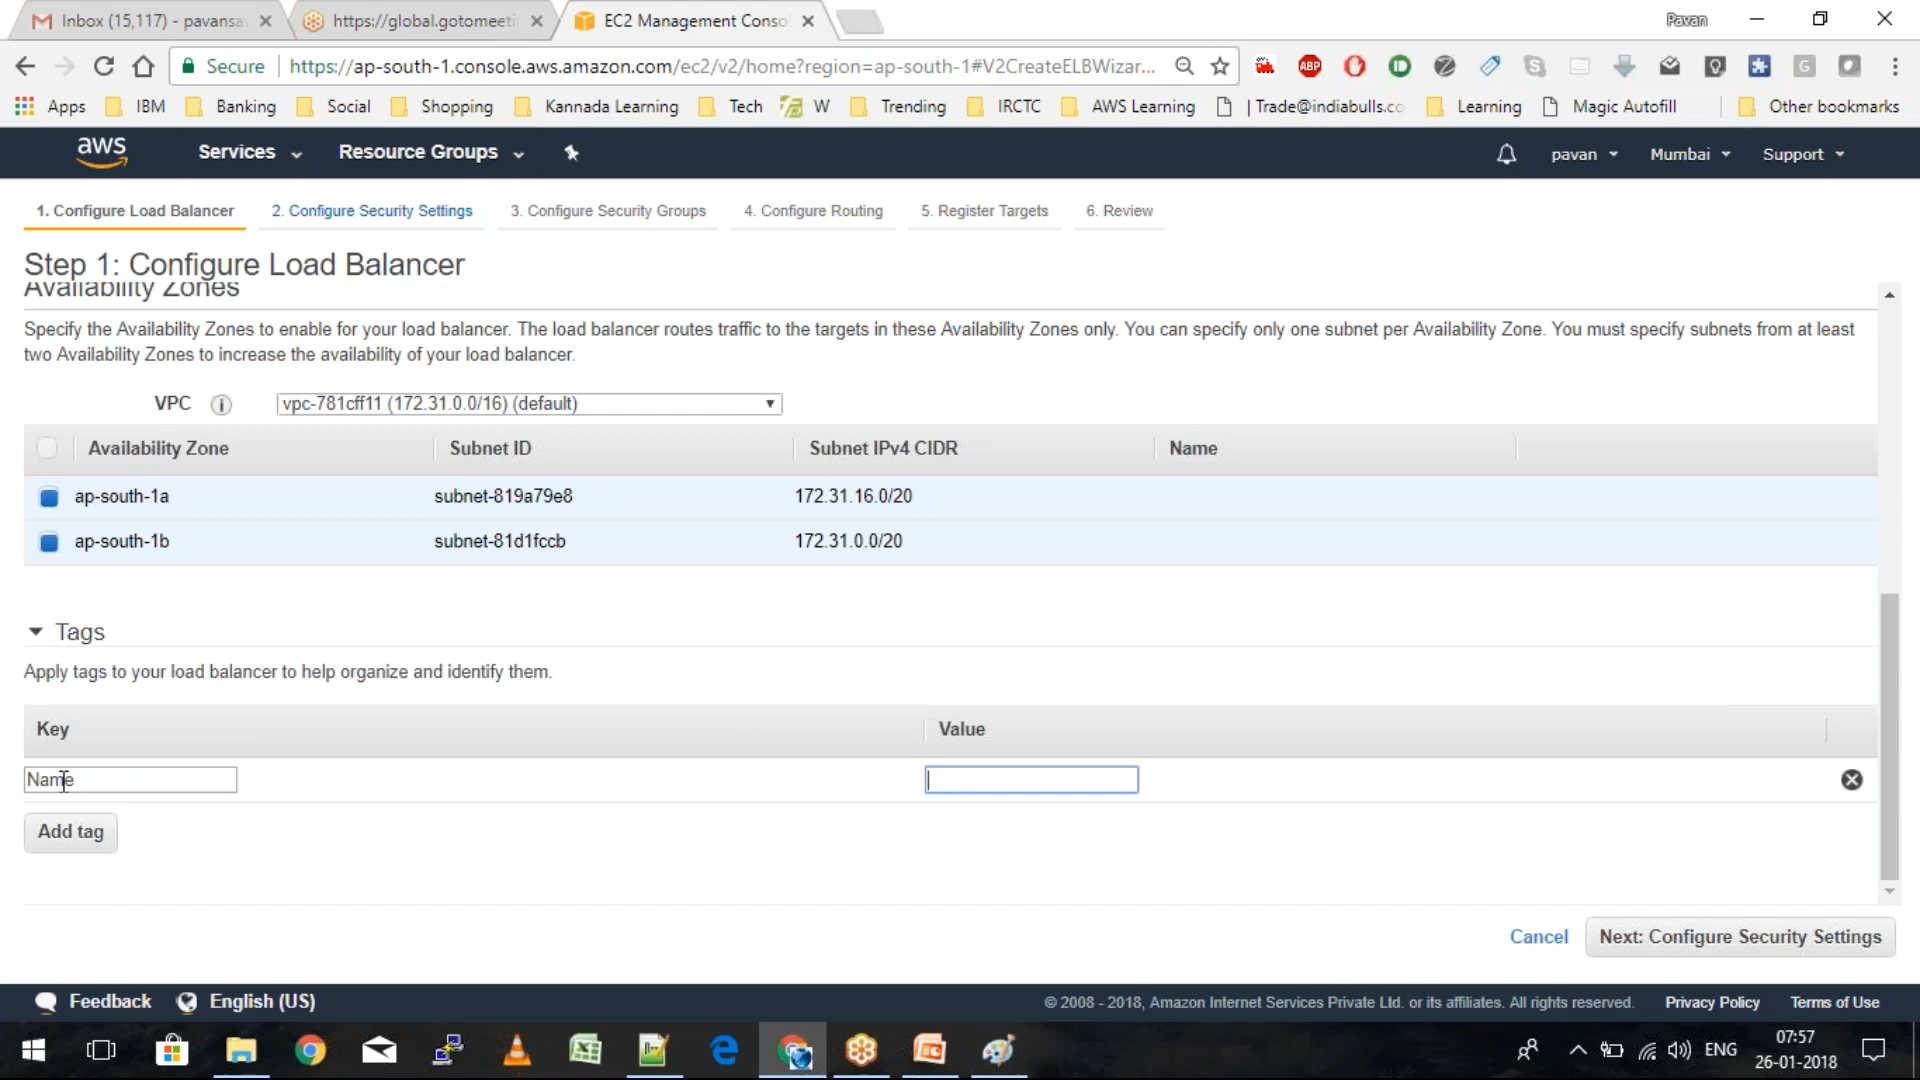 Inbox (15,117) - pavansa
https://global.gotomeeti
EC2 Management Conso
Pavan
Secure
https://ap-south-1.console.aws.amazon.com/ec2/v2/home?region=ap-south-1#V2CreateELBWizar...
Apps
IBM
Banking
Social
Shopping
Kannada Learning
Tech
W
Trending
IRCTC
AWS Learning
| Trade@indiabulls.co
Learning
Magic Autofill
Other bookmarks
aws
Services
Resource Groups
pavan
Mumbai
Support
1. Configure Load Balancer
2. Configure Security Settings
3. Configure Security Groups
4. Configure Routing
5. Register Targets
6. Review
Step 1: Configure Load Balancer
Availability Zones
Specify the Availability Zones to enable for your load balancer. The load balancer routes traffic to the targets in these Availability Zones only. You can specify only one subnet per Availability Zone. You must specify subnets from at least
two Availability Zones to increase the availability of your load balancer.
VPC
i
vpc-781cff11 (172.31.0.0/16) (default)
Availability Zone
Subnet ID
Subnet IPv4 CIDR
Name
ap-south-1a
subnet-819a79e8
172.31.16.0/20
ap-south-1b
subnet-81d1fccb
172.31.0.0/20
Tags
Apply tags to your load balancer to help organize and identify them.
Key
Value
Name
Add tag
Cancel
Next: Configure Security Settings
Feedback
English (US)
© 2008 - 2018, Amazon Internet Services Private Ltd. or its affiliates. All rights reserved.
Privacy Policy
Terms of Use
ENG
07:57
26-01-2018